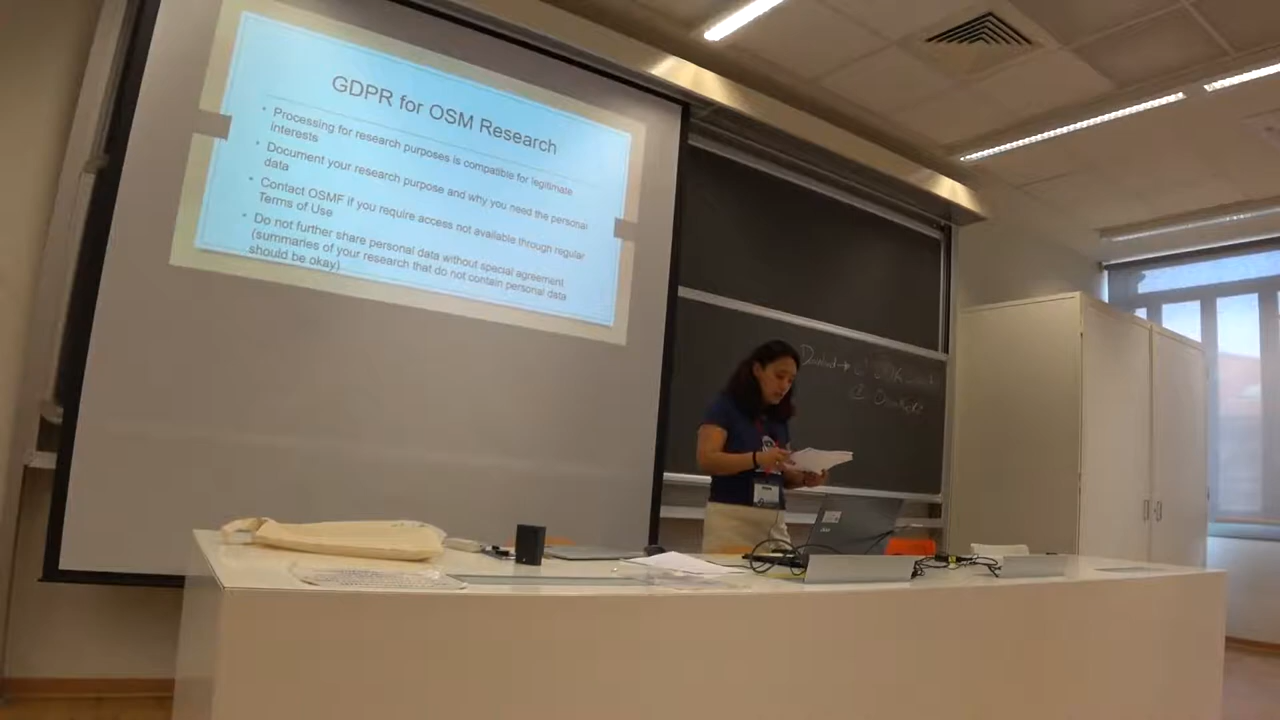 GDPR for OSM Research
• Processing for research purposes is compatible for legitimate
interests
• Document your research purpose and why you need the personal
data
• Contact OSMF if you require access not available through regular
Terms of Use
• Do not further share personal data without special agreement
(summaries of your research that do not contain personal data
should be okay)
Download →